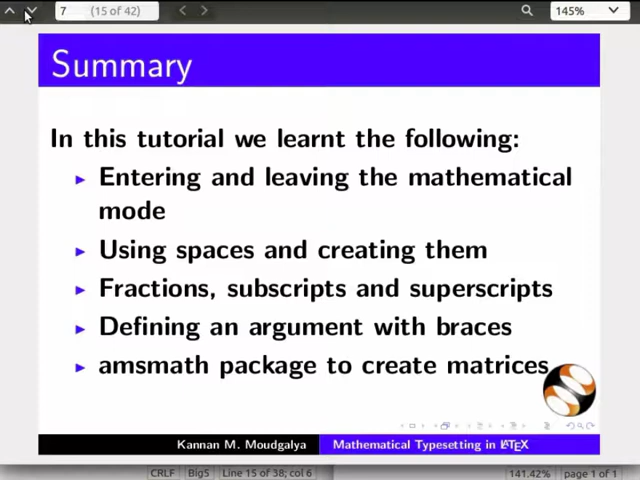 7 (15 of 42) 145%
Summary
In this tutorial we learnt the following:
Entering and leaving the mathematical
mode
Using spaces and creating them
Fractions, subscripts and superscripts
Defining an argument with braces
amsmath package to create matrices
Kannan M. Moudgalya Mathematical Typesetting in LATEX
CRLF Big5 Line 15 of 38; col 6 141.42% page 1 of 1